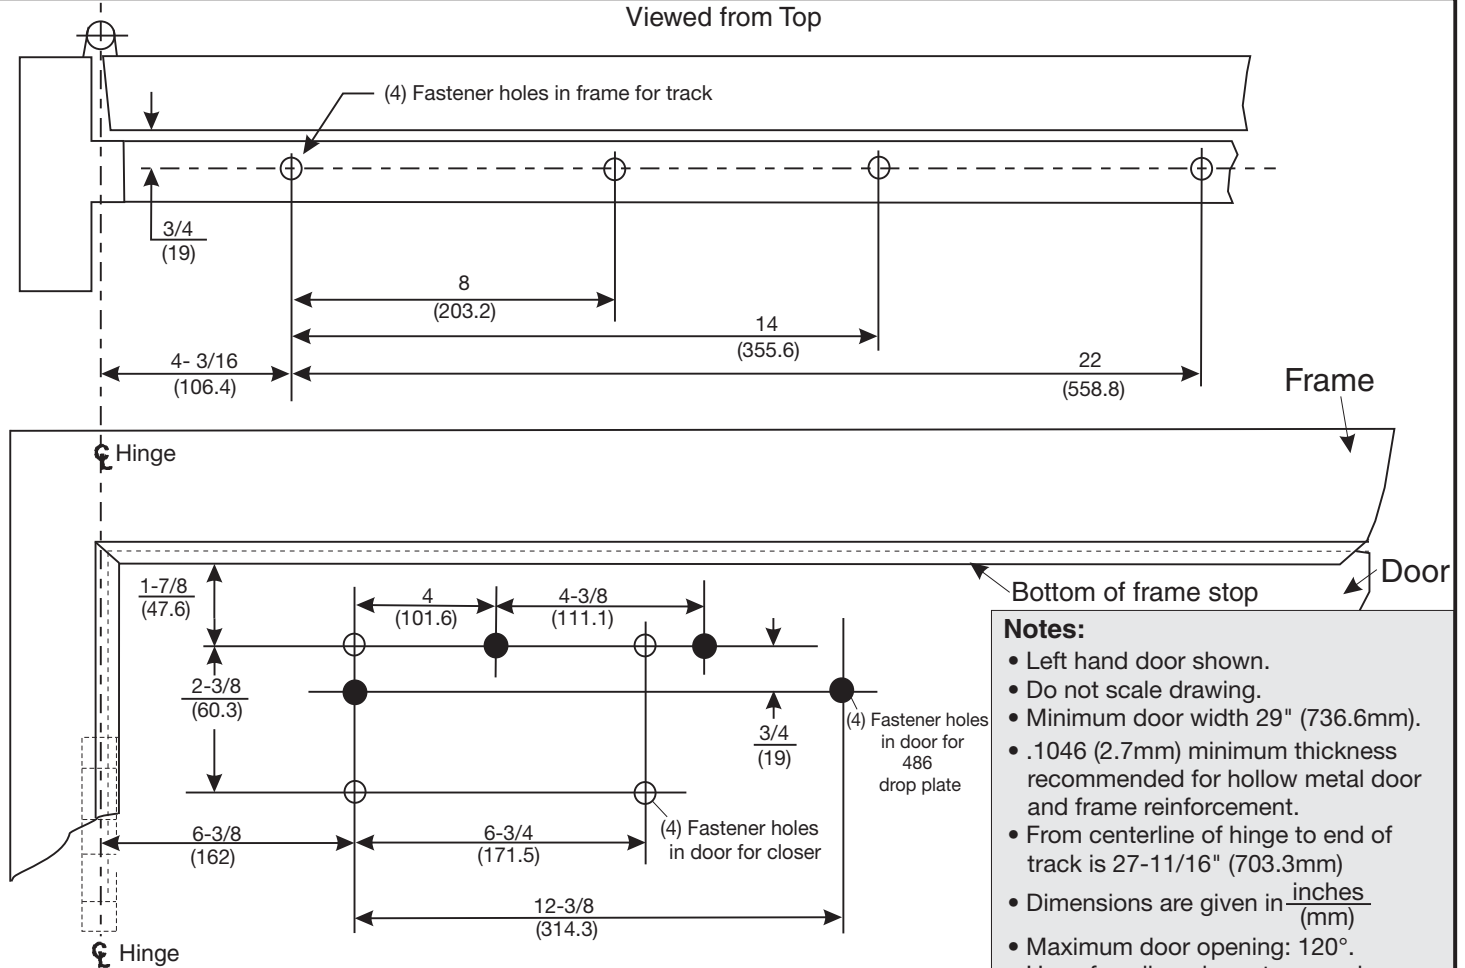 Viewed from Top
(4) Fastener holes in frame for track
3/4
(19)
8
(203.2)
14
(355.6)
4- 3/16
(106.4)
22
(558.8)
Frame
℄ Hinge
Door
1-7/8
(47.6)
4
(101.6)
4-3/8
(111.1)
Bottom of frame stop
2-3/8
(60.3)
3/4
(19)
(4) Fastener holes
in door for
486
drop plate
6-3/8
(162)
6-3/4
(171.5)
(4) Fastener holes
in door for closer
12-3/8
(314.3)
℄ Hinge
Notes:
• Left hand door shown.
• Do not scale drawing.
• Minimum door width 29" (736.6mm).
• .1046 (2.7mm) minimum thickness
recommended for hollow metal door
and frame reinforcement.
• From centerline of hinge to end of
track is 27-11/16" (703.3mm)
• Dimensions are given in inches
(mm)
• Maximum door opening: 120°.